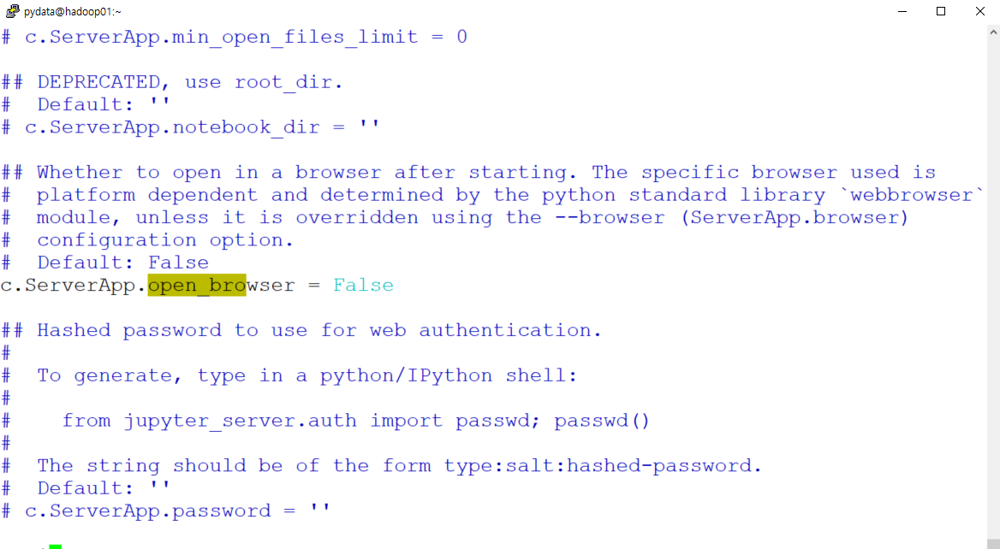 pydata@hadoop01:~
# c.ServerApp.min_open_files_limit = 0
## DEPRECATED, use root_dir.
#  Default: ''
# c.ServerApp.notebook_dir = ''
## Whether to open in a browser after starting. The specific browser used is
#  platform dependent and determined by the python standard library `webbrowser`
#  module, unless it is overridden using the --browser (ServerApp.browser)
#  configuration option.
#  Default: False
c.ServerApp.open_browser = False
## Hashed password to use for web authentication.
#
#  To generate, type in a python/IPython shell:
#
#    from jupyter_server.auth import passwd; passwd()
#
#  The string should be of the form type:salt:hashed-password.
#  Default: ''
# c.ServerApp.password = ''